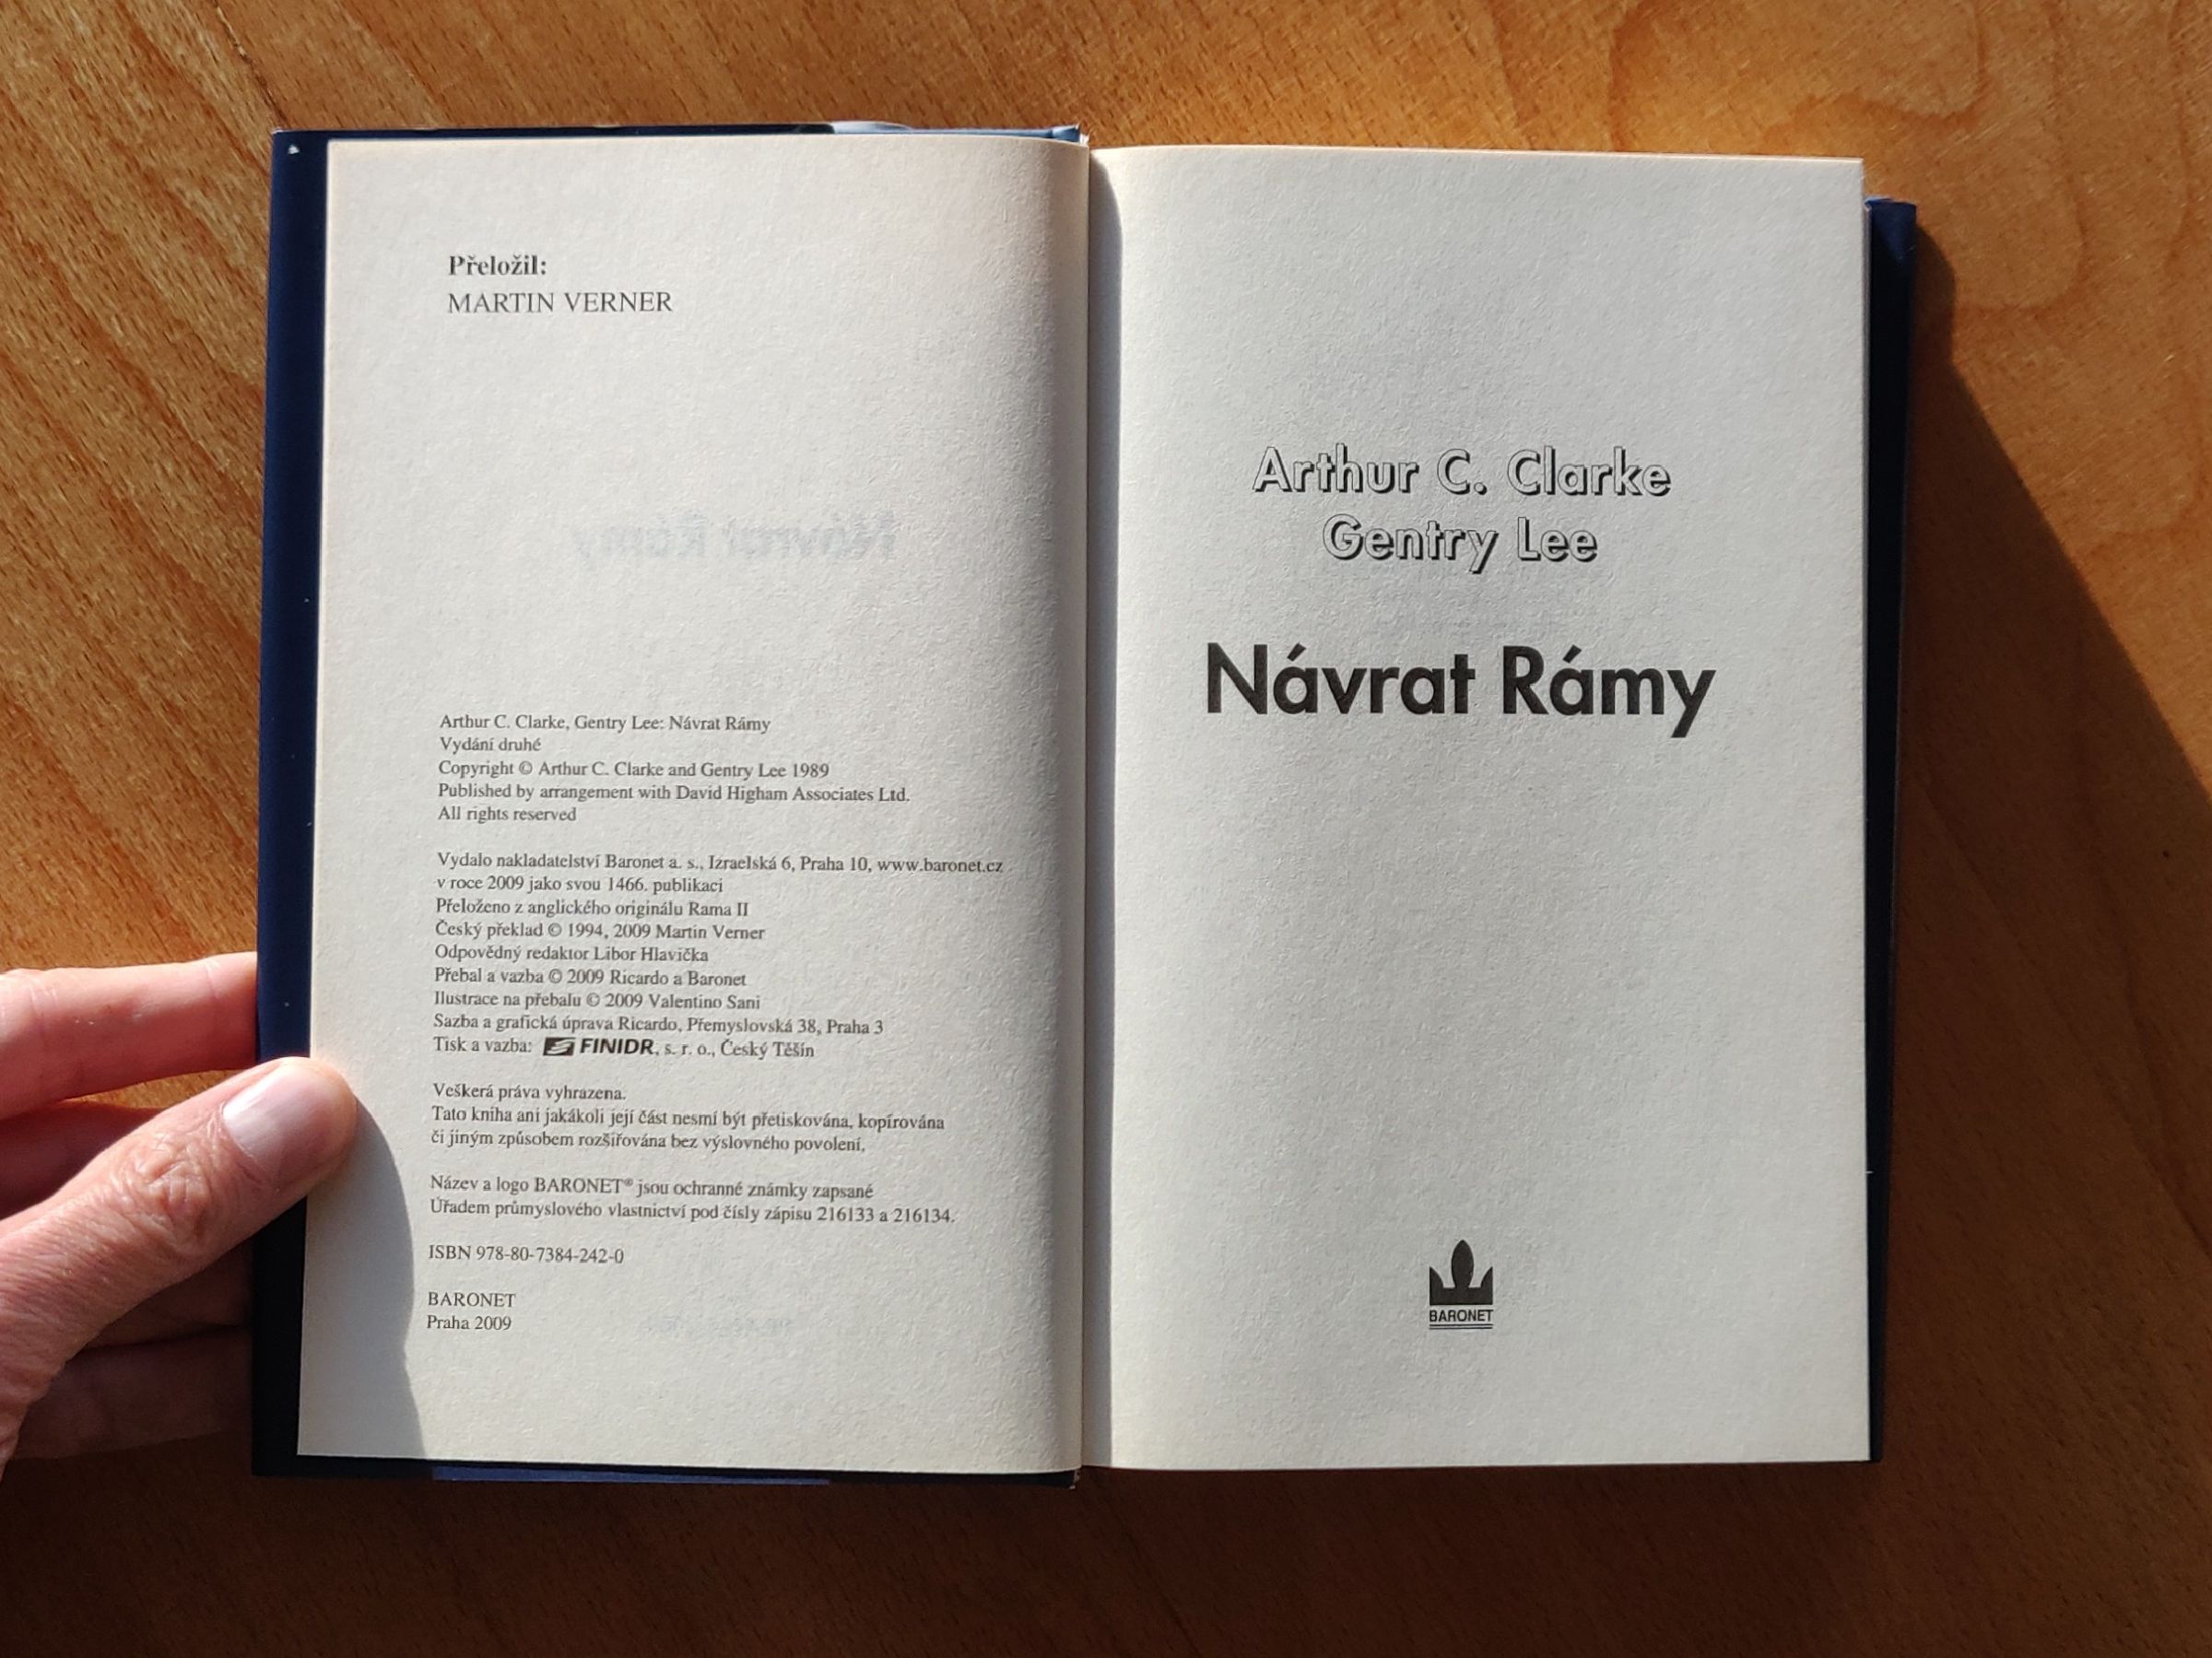 Přeložil:
MARTIN VERNER
Arthur C. Clarke, Gentry Lee: Návrat Rámy
Vydání druhé
Copyright © Arthur C. Clarke and Gentry Lee 1989
Published by arrangement with David Higham Associates Ltd.
All rights reserved
Vydalo nakladatelství Baronet a. s., Izraelská 6, Praha 10, www.baronet.cz
v roce 2009 jako svou 1466. publikaci
Přeloženo z anglického originálu Rama II
Český překlad © 1994, 2009 Martin Verner
Odpovědný redaktor Libor Hlavička
Přebal a vazba © 2009 Ricardo a Baronet
Ilustrace na přebalu © 2009 Valentino Sani
Sazba a grafická úprava Ricardo, Přemyslovská 38, Praha 3
Tisk a vazba: FINIDR, s. r. o., Český Těšín
Veškerá práva vyhrazena.
Tato kniha ani jakákoli její část nesmí být přetiskována, kopírována
či jiným způsobem rozšiřována bez výslovného povolení.
Název a logo BARONET® jsou ochranné známky zapsané
Úřadem průmyslového vlastnictví pod čísly zápisu 216133 a 216134.
ISBN 978-80-7384-242-0
BARONET
Praha 2009
Arthur C. Clarke
Gentry Lee
Návrat Rámy
BARONET